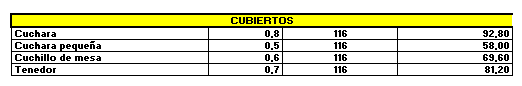 CUBIERTOS
Cuchara 0,8 116 92,80
Cuchara pequeña 0,5 116 58,00
Cuchillo de mesa 0,6 116 69,60
Tenedor 0,7 116 81,20